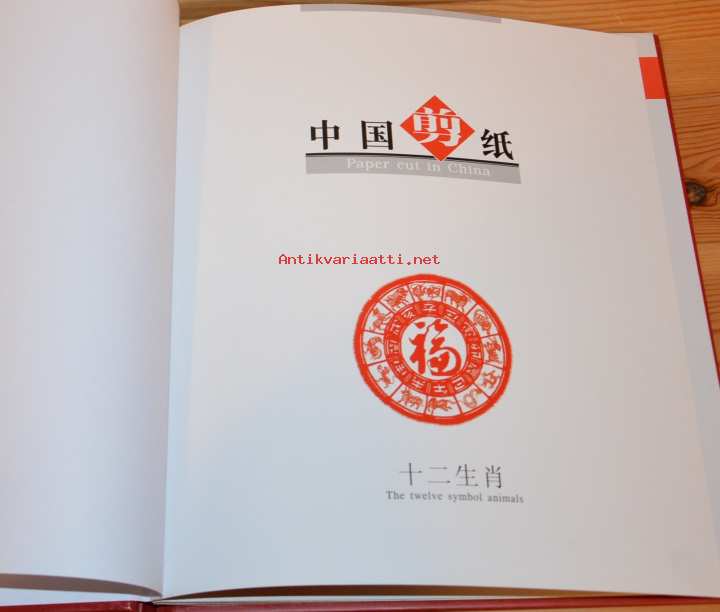 中国剪纸
Paper cut in China
Antikvariaatti.net
福
十二生肖
The twelve symbol animals